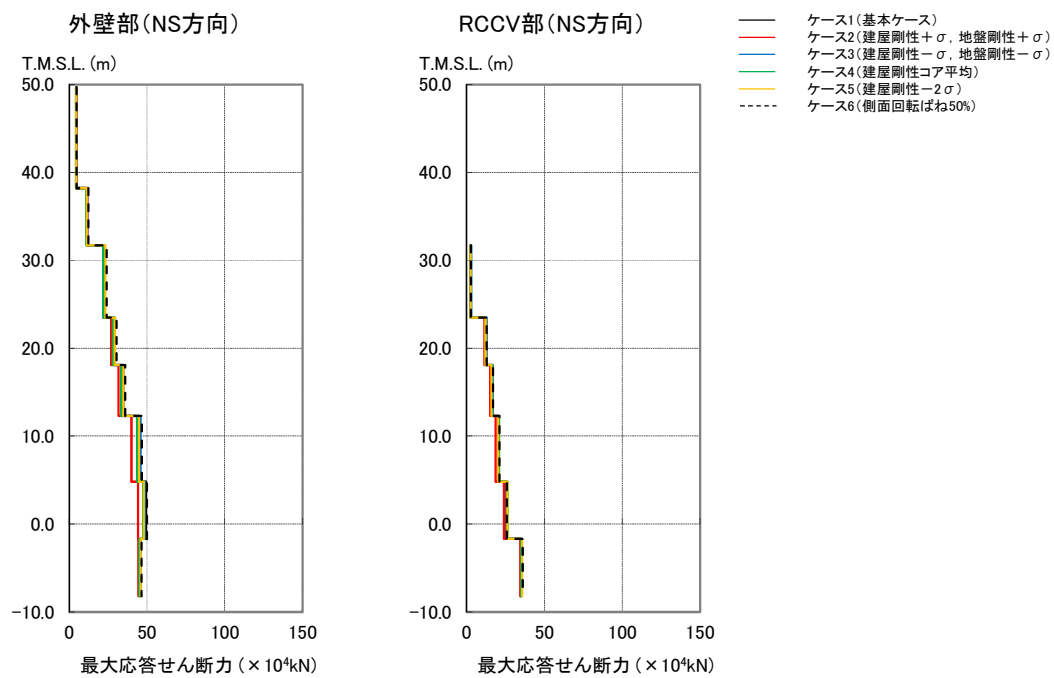 外壁部(NS方向)
T.M.S.L. (m)
50.0
40.0
30.0
20.0
10.0
0.0
-10.0
0 50 100 150
最大応答せん断力(×10⁴kN)
RCCV部(NS方向)
T.M.S.L. (m)
50.0
40.0
30.0
20.0
10.0
0.0
-10.0
0 50 100 150
最大応答せん断力(×10⁴kN)
ケース1(基本ケース)
ケース2(建屋剛性+σ, 地盤剛性+σ)
ケース3(建屋剛性-σ, 地盤剛性-σ)
ケース4(建屋剛性コア平均)
ケース5(建屋剛性-2σ)
ケース6(側面回転ばね50%)